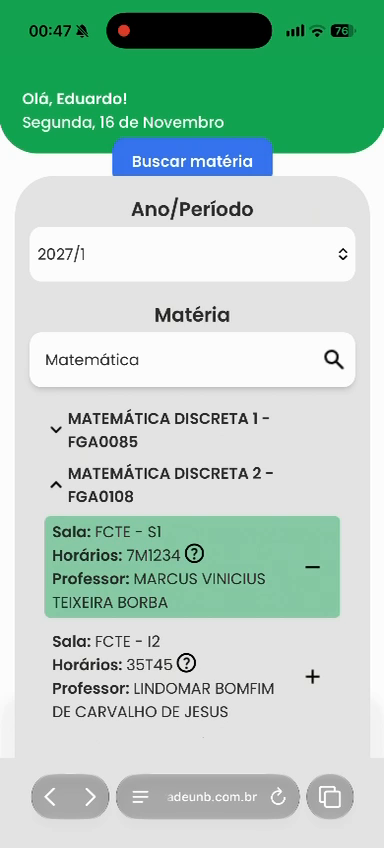 00:47
76
Olá, Eduardo!
Segunda, 16 de Novembro
Buscar matéria
Ano/Período
2027/1
Matéria
Matemática
MATEMÁTICA DISCRETA 1 -
FGA0085
MATEMÁTICA DISCRETA 2 -
FGA0108
Sala: FCTE - S1
Horários: 7M1234
Professor: MARCUS VINICIUS
TEIXEIRA BORBA
Sala: FCTE - I2
Horários: 35T45
Professor: LINDOMAR BOMFIM
DE CARVALHO DE JESUS
adeunb.com.br